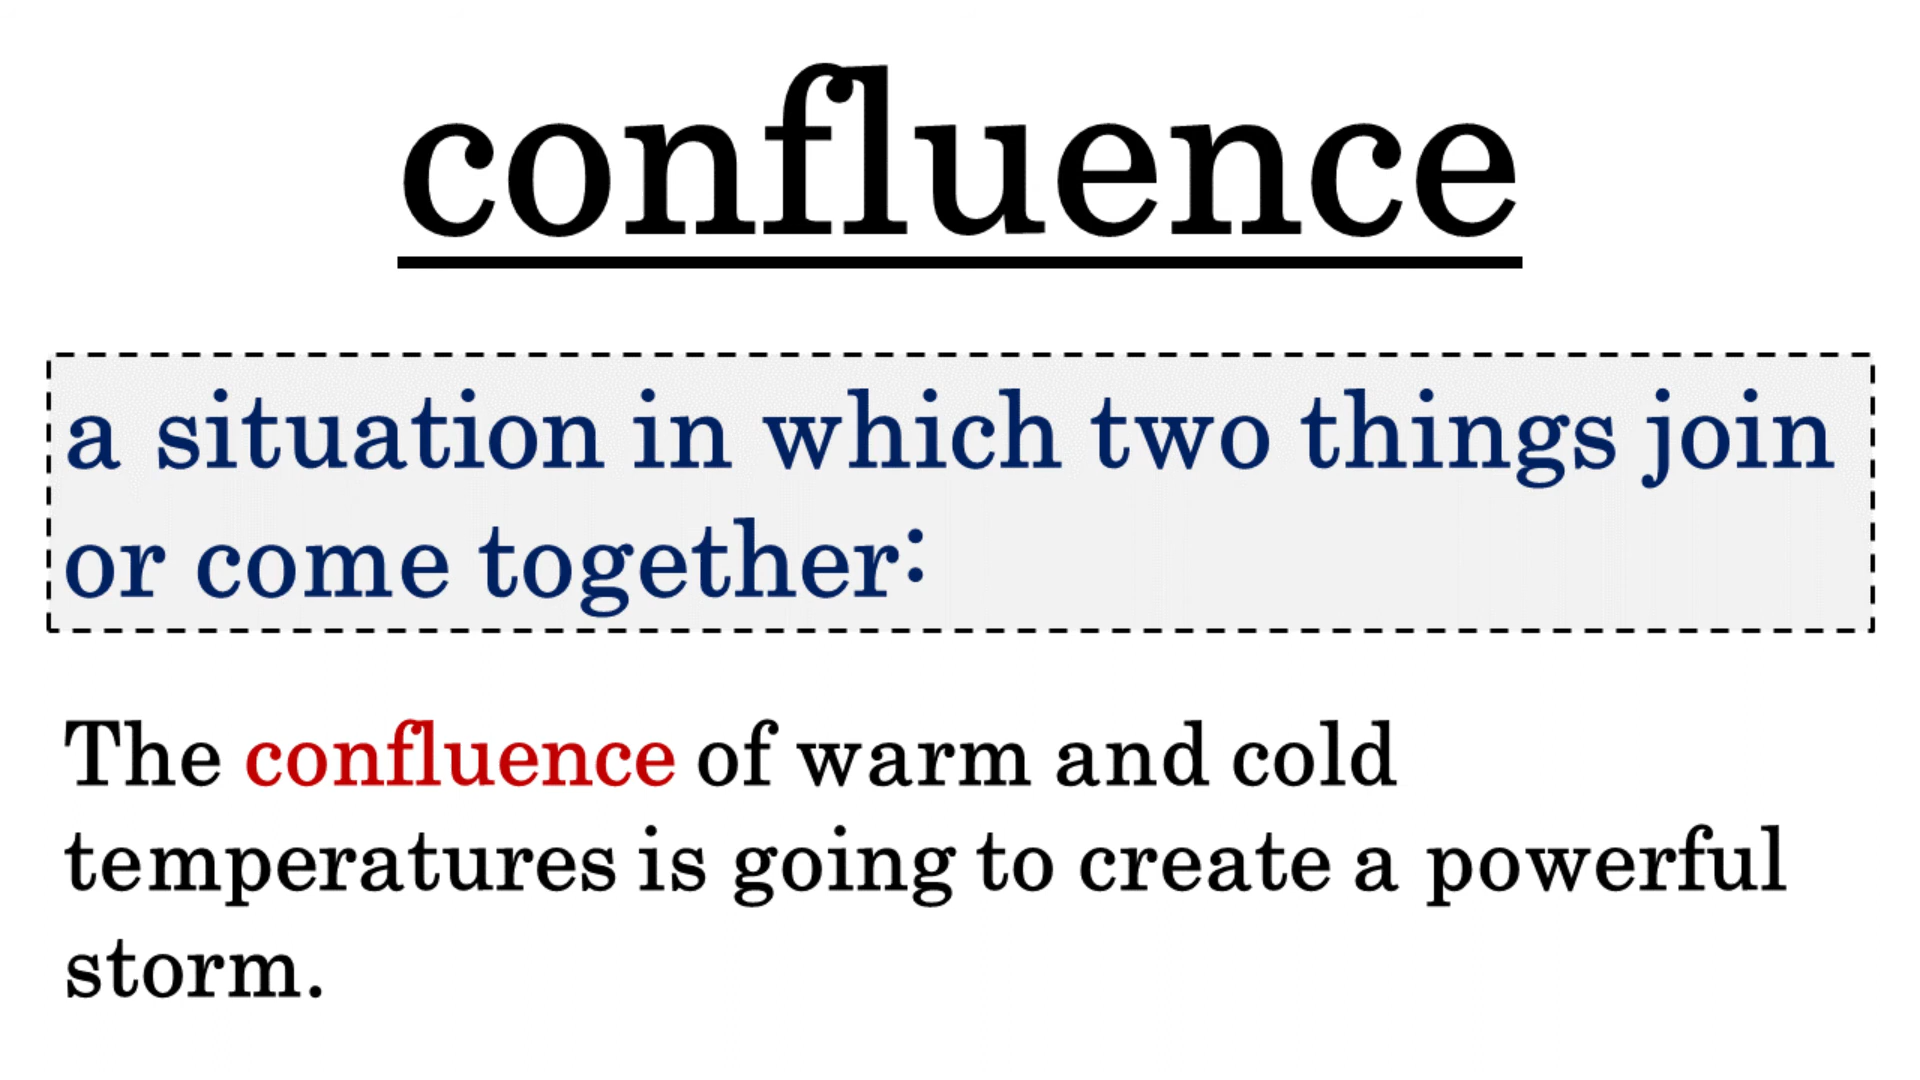 confluence
a situation in which two things join
or come together:
The confluence of warm and cold
temperatures is going to create a powerful
storm.